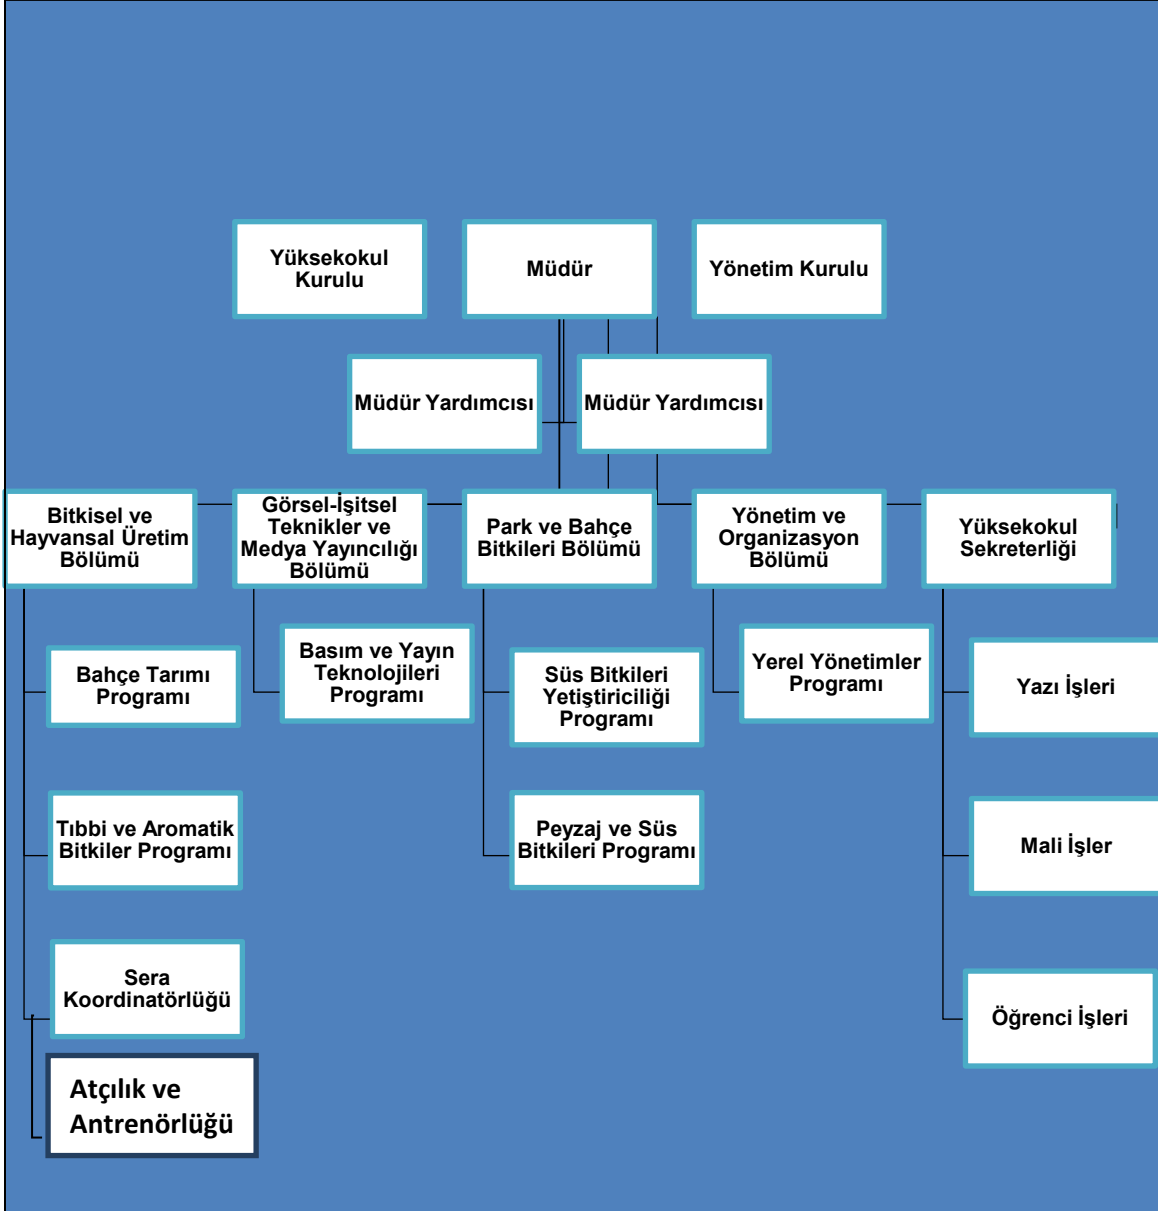 Yüksekokul
Kurulu
Müdür
Yönetim Kurulu
Müdür Yardımcısı
Müdür Yardımcısı
Bitkisel ve
Hayvansal Üretim
Bölümü
Görsel-İşitsel
Teknikler ve
Medya Yayıncılığı
Bölümü
Park ve Bahçe
Bitkileri Bölümü
Yönetim ve
Organizasyon
Bölümü
Yüksekokul
Sekreterliği
Bahçe Tarımı
Programı
Basım ve Yayın
Teknolojileri
Programı
Süs Bitkileri
Yetiştiriciliği
Programı
Yerel Yönetimler
Programı
Yazı İşleri
Tıbbi ve Aromatik
Bitkiler Programı
Peyzaj ve Süs
Bitkileri Programı
Mali İşler
Sera
Koordinatörlüğü
Öğrenci İşleri
Atçılık ve
Antrenörlüğü